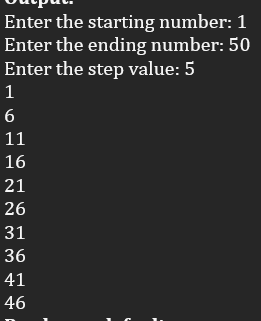 Output:
Enter the starting number: 1
Enter the ending number: 50
Enter the step value: 5
1
6
11
16
21
26
31
36
41
46